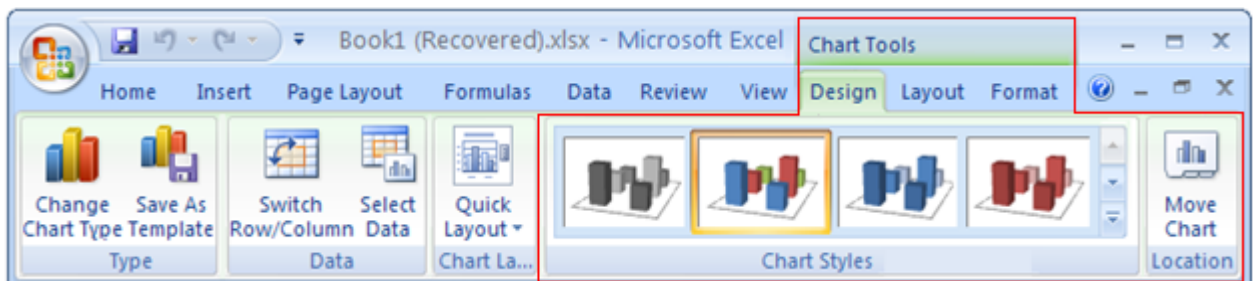 Book1 (Recovered).xlsx - Microsoft Excel
Chart Tools
Home Insert Page Layout Formulas Data Review View Design Layout Format
Change Save As Switch Select Quick Move
Chart Type Template Row/Column Data Layout Chart
Type Data Chart La... Chart Styles Location